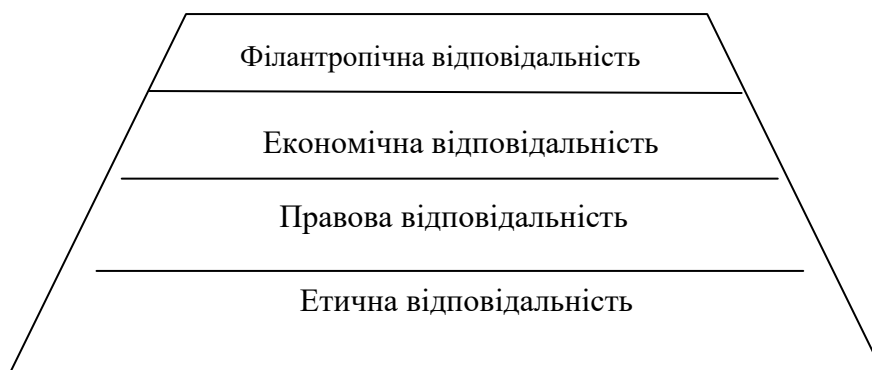 Філантропічна відповідальність
Економічна відповідальність
Правова відповідальність
Етична відповідальність